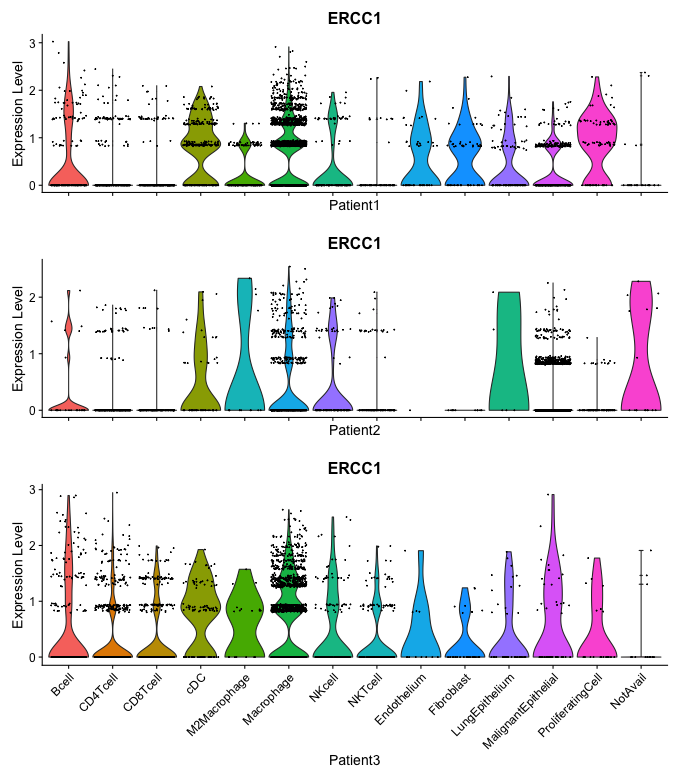 ERCC1
Expression Level
3
2
1
0
Patient1
ERCC1
Expression Level
2
1
0
Patient2
ERCC1
Expression Level
3
2
1
0
Bcell
CD4Tcell
CD8Tcell
cDC
M2Macrophage
Macrophage
NKcell
NKTcell
Endothelium
Fibroblast
LungEpithelium
MalignantEpithelial
ProliferatingCell
NotAvail
Patient3